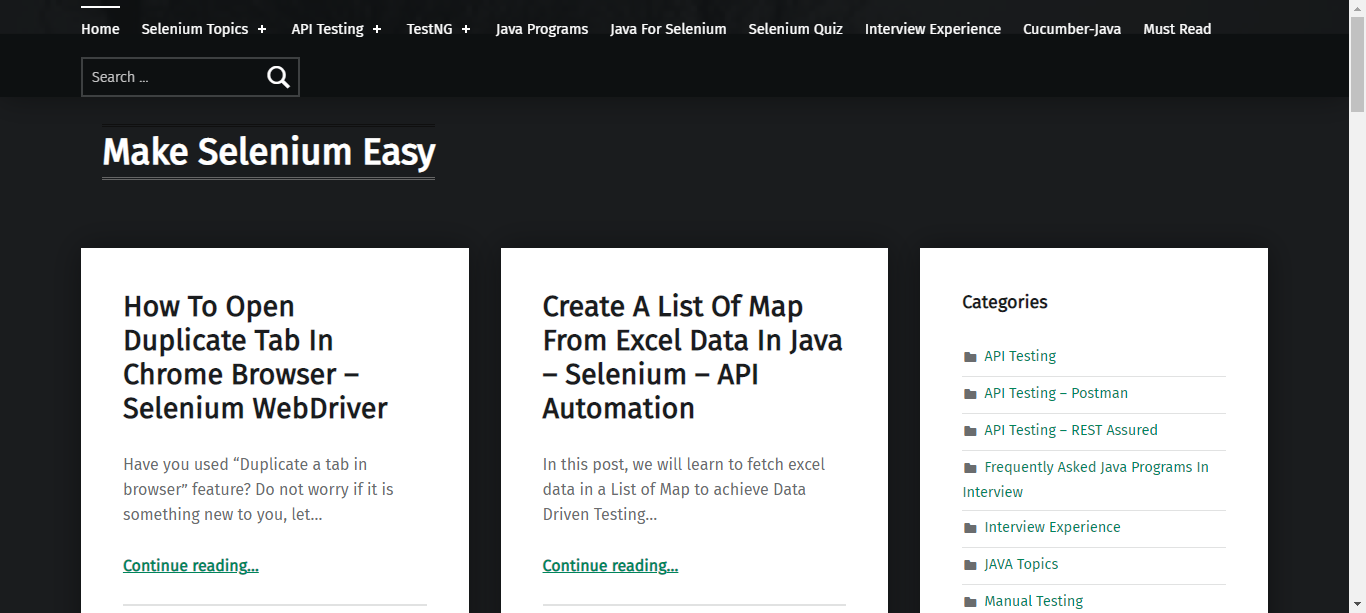 Home Selenium Topics + API Testing + TestNG + Java Programs Java For Selenium Selenium Quiz Interview Experience Cucumber-Java Must Read
Search ...
Make Selenium Easy
How To Open
Duplicate Tab In
Chrome Browser –
Selenium WebDriver
Have you used “Duplicate a tab in
browser” feature? Do not worry if it is
something new to you, let...
Continue reading...
Create A List Of Map
From Excel Data In Java
– Selenium – API
Automation
In this post, we will learn to fetch excel
data in a List of Map to achieve Data
Driven Testing...
Continue reading...
Categories
API Testing
API Testing – Postman
API Testing – REST Assured
Frequently Asked Java Programs In
Interview
Interview Experience
JAVA Topics
Manual Testing